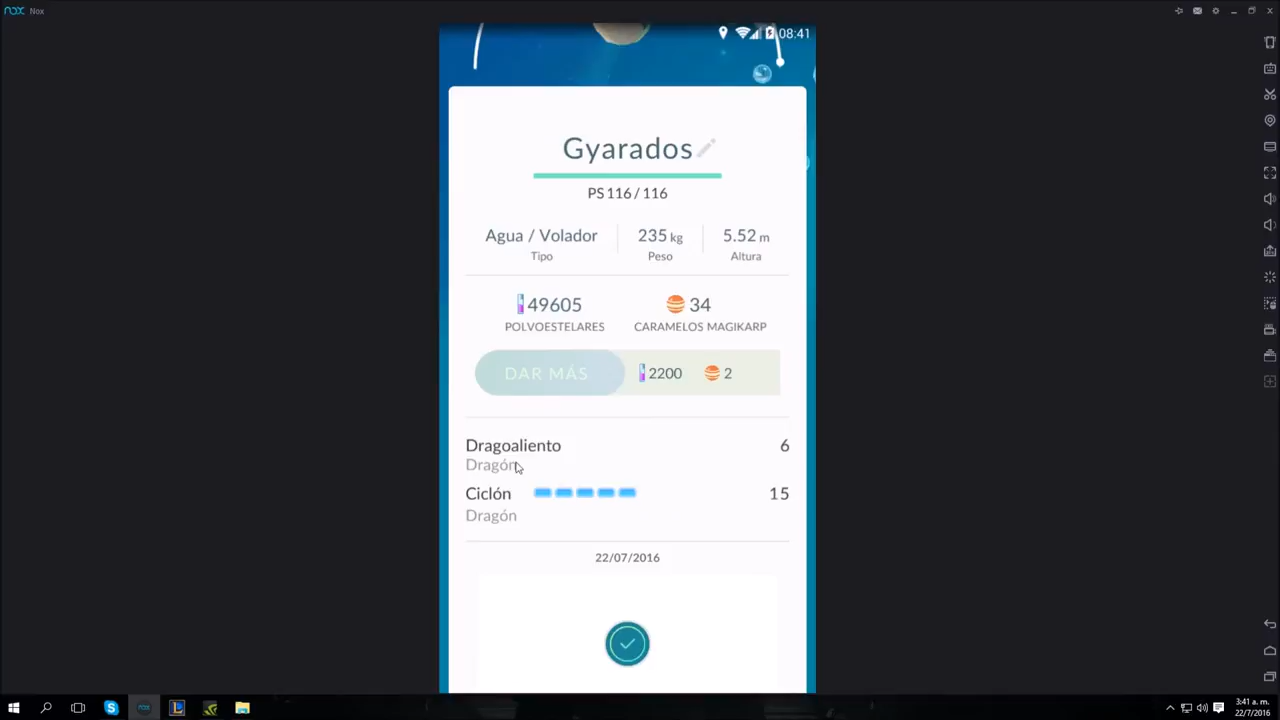 nox Nox
08:41
Gyarados
PS 116 / 116
Agua / Volador 235 kg 5.52 m
Tipo Peso Altura
49605 34
POLVOESTELARES CARAMELOS MAGIKARP
DAR MÁS 2200 2
Dragoaliento 6
Dragón
Ciclón 15
Dragón
22/07/2016
nox
3:41 a. m.
22/7/2016